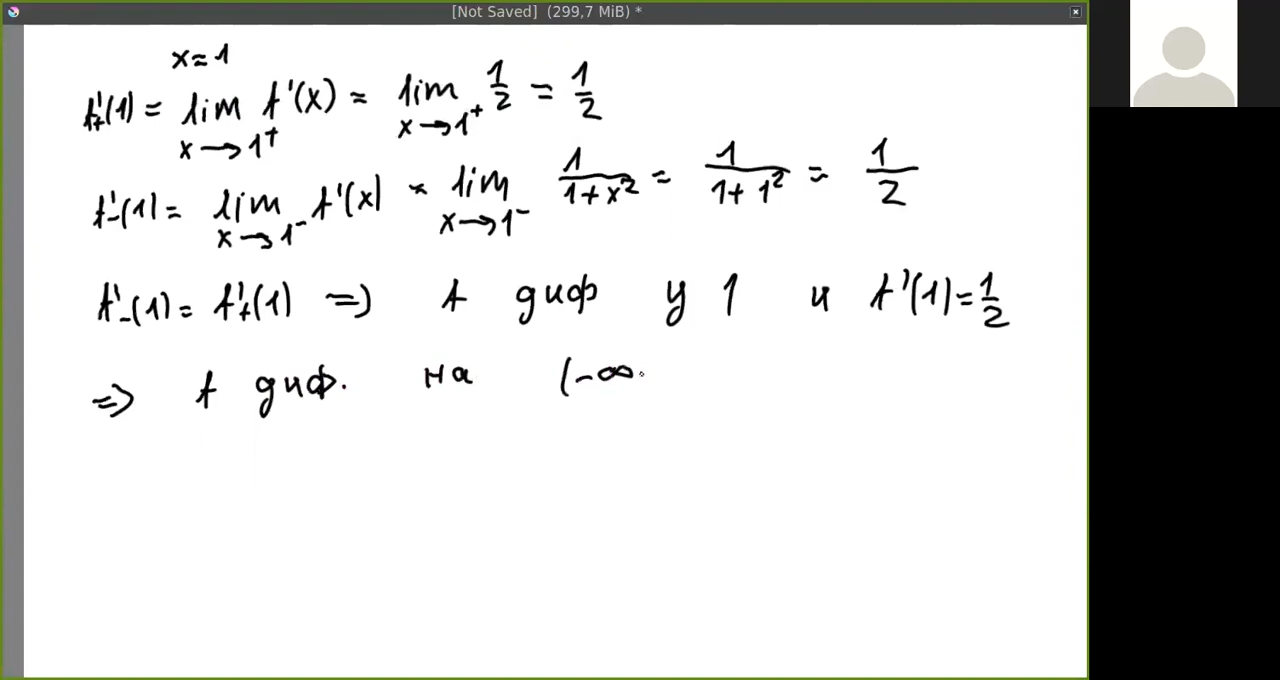 [Not Saved] (299,7 MiB) *
x=1
f'₊(1) = lim x→1⁺ f'(x) = lim x→1⁺ 1/2 = 1/2
f'₋(1) = lim x→1⁻ f'(x) = lim x→1⁻ 1/(1+x²) = 1/(1+1²) = 1/2
f'₋(1) = f'₊(1) => f диф у 1 и f'(1) = 1/2
=> f диф. на (-∞